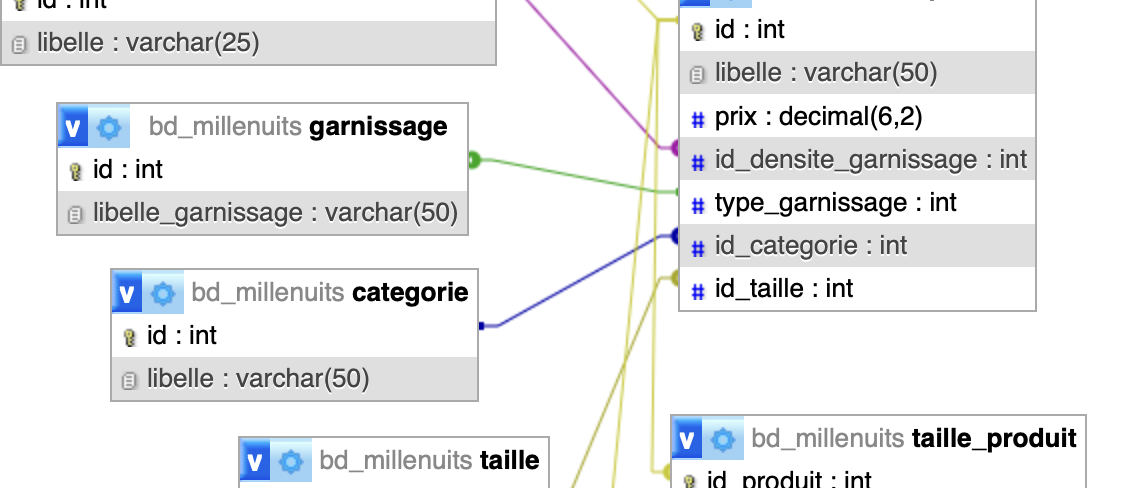 id : int
libelle : varchar(25)
v bd_millenuits garnissage
id : int
libelle_garnissage : varchar(50)
v bd_millenuits categorie
id : int
libelle : varchar(50)
v bd_millenuits taille
id : int
libelle : varchar(50)
# prix : decimal(6,2)
# id_densite_garnissage : int
# type_garnissage : int
# id_categorie : int
# id_taille : int
v bd_millenuits taille_produit
id_produit : int